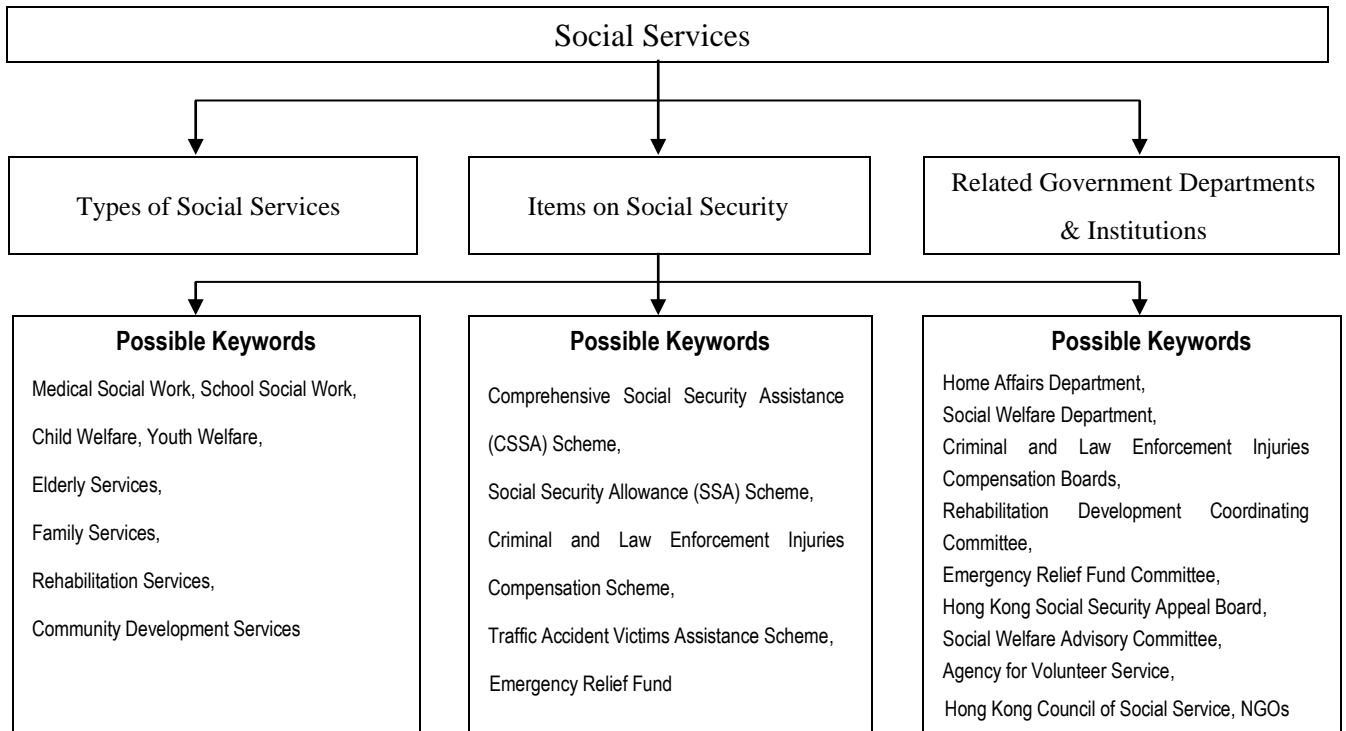 Social Services
Types of Social Services
Items on Social Security
Related Government Departments
& Institutions
Possible Keywords
Medical Social Work, School Social Work,
Child Welfare, Youth Welfare,
Elderly Services,
Family Services,
Rehabilitation Services,
Community Development Services
Possible Keywords
Comprehensive Social Security Assistance
(CSSA) Scheme,
Social Security Allowance (SSA) Scheme,
Criminal and Law Enforcement Injuries
Compensation Scheme,
Traffic Accident Victims Assistance Scheme,
Emergency Relief Fund
Possible Keywords
Home Affairs Department,
Social Welfare Department,
Criminal and Law Enforcement Injuries
Compensation Boards,
Rehabilitation Development Coordinating
Committee,
Emergency Relief Fund Committee,
Hong Kong Social Security Appeal Board,
Social Welfare Advisory Committee,
Agency for Volunteer Service,
Hong Kong Council of Social Service, NGOs